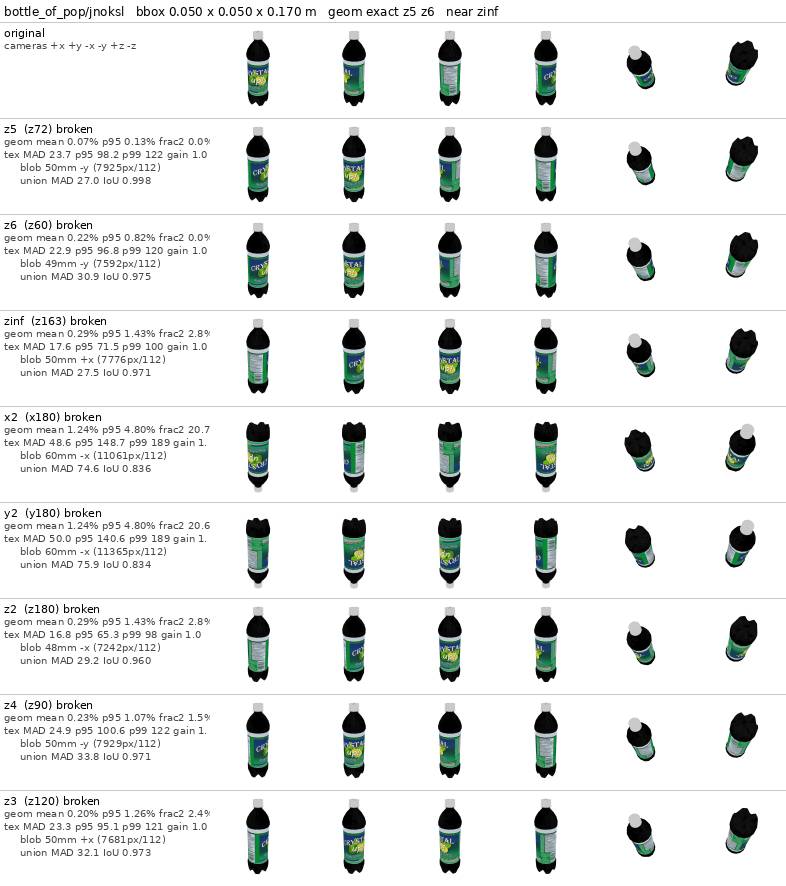 bottle_of_pop/jnoksl   bbox 0.050 x 0.050 x 0.170 m   geom exact z5 z6   near zinf
original
cameras +x +y -x -y +z -z
z5  (z72) broken
geom mean 0.07% p95 0.13% frac2 0.0%
tex MAD 23.7 p95 98.2 p99 122 gain 1.0
blob 50mm -y (7925px/112)
union MAD 27.0 IoU 0.998
z6  (z60) broken
geom mean 0.22% p95 0.82% frac2 0.0%
tex MAD 22.9 p95 96.8 p99 120 gain 1.0
blob 49mm -y (7592px/112)
union MAD 30.9 IoU 0.975
zinf  (z163) broken
geom mean 0.29% p95 1.43% frac2 2.8%
tex MAD 17.6 p95 71.5 p99 100 gain 1.0
blob 50mm +x (7776px/112)
union MAD 27.5 IoU 0.971
x2  (x180) broken
geom mean 1.24% p95 4.80% frac2 20.7
tex MAD 48.6 p95 148.7 p99 189 gain 1.
blob 60mm -x (11061px/112)
union MAD 74.6 IoU 0.836
y2  (y180) broken
geom mean 1.24% p95 4.80% frac2 20.6
tex MAD 50.0 p95 140.6 p99 189 gain 1.
blob 60mm -x (11365px/112)
union MAD 75.9 IoU 0.834
z2  (z180) broken
geom mean 0.29% p95 1.43% frac2 2.8%
tex MAD 16.8 p95 65.3 p99 98 gain 1.0
blob 48mm -x (7242px/112)
union MAD 29.2 IoU 0.960
z4  (z90) broken
geom mean 0.23% p95 1.07% frac2 1.5%
tex MAD 24.9 p95 100.6 p99 122 gain 1.
blob 50mm -y (7929px/112)
union MAD 33.8 IoU 0.971
z3  (z120) broken
geom mean 0.20% p95 1.26% frac2 2.4%
tex MAD 23.3 p95 95.1 p99 121 gain 1.0
blob 50mm +x (7681px/112)
union MAD 32.1 IoU 0.973